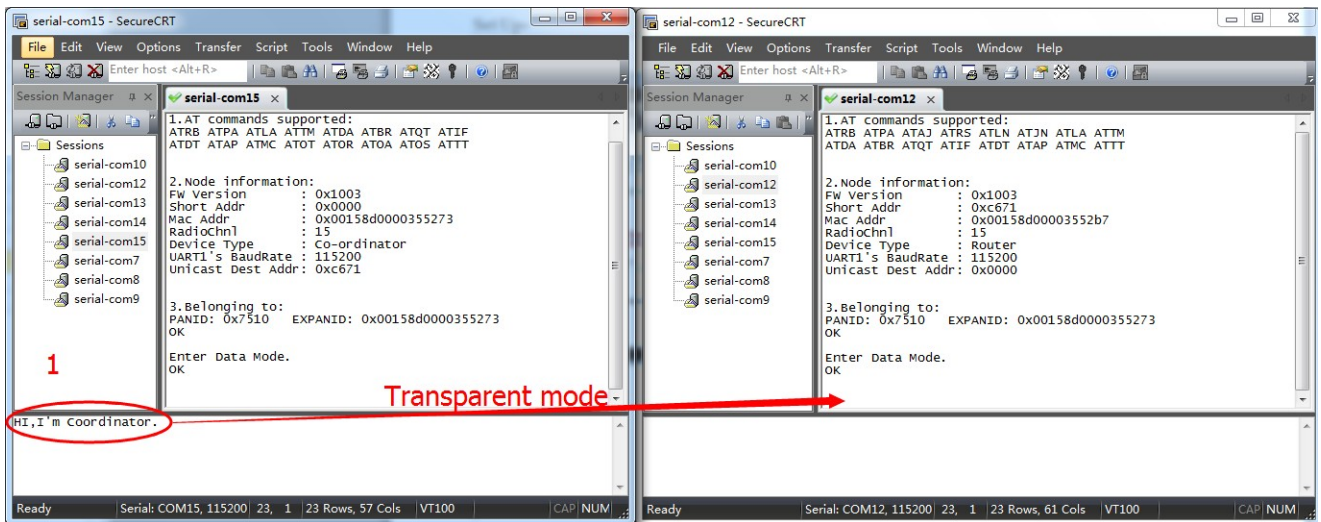 serial-com15 - SecureCRT
File Edit View Options Transfer Script Tools Window Help
Enter host <Alt+R>
Session Manager
serial-com15
Sessions
serial-com10
serial-com12
serial-com13
serial-com14
serial-com15
serial-com7
serial-com8
serial-com9
1.AT commands supported:
ATRB ATPA ATLA ATTM ATDA ATBR ATQT ATIF
ATDT ATAP ATMC ATOT ATOR ATOA ATOS ATTT
2.Node information:
FW Version : 0x1003
Short Addr : 0x0000
Mac Addr : 0x00158d0000355273
RadioChnl : 15
Device Type : Co-ordinator
UART1's BaudRate : 115200
Unicast Dest Addr: 0xc671
3.Belonging to:
PANID: 0x7510 EXPANID: 0x00158d0000355273
OK
Enter Data Mode.
OK
1
Transparent mode
HI,I'm Coordinator.
Ready Serial: COM15, 115200 23, 1 23 Rows, 57 Cols VT100 CAP NUM
serial-com12 - SecureCRT
File Edit View Options Transfer Script Tools Window Help
Enter host <Alt+R>
Session Manager
serial-com12
Sessions
serial-com10
serial-com12
serial-com13
serial-com14
serial-com15
serial-com7
serial-com8
serial-com9
1.AT commands supported:
ATRB ATPA ATAJ ATRS ATLN ATJN ATLA ATTM
ATDA ATBR ATQT ATIF ATDT ATAP ATMC ATTT
2.Node information:
FW Version : 0x1003
Short Addr : 0xc671
Mac Addr : 0x00158d00003552b7
RadioChnl : 15
Device Type : Router
UART1's BaudRate : 115200
Unicast Dest Addr: 0x0000
3.Belonging to:
PANID: 0x7510 EXPANID: 0x00158d0000355273
OK
Enter Data Mode.
OK
Ready Serial: COM12, 115200 23, 1 23 Rows, 61 Cols VT100 CAP NUM